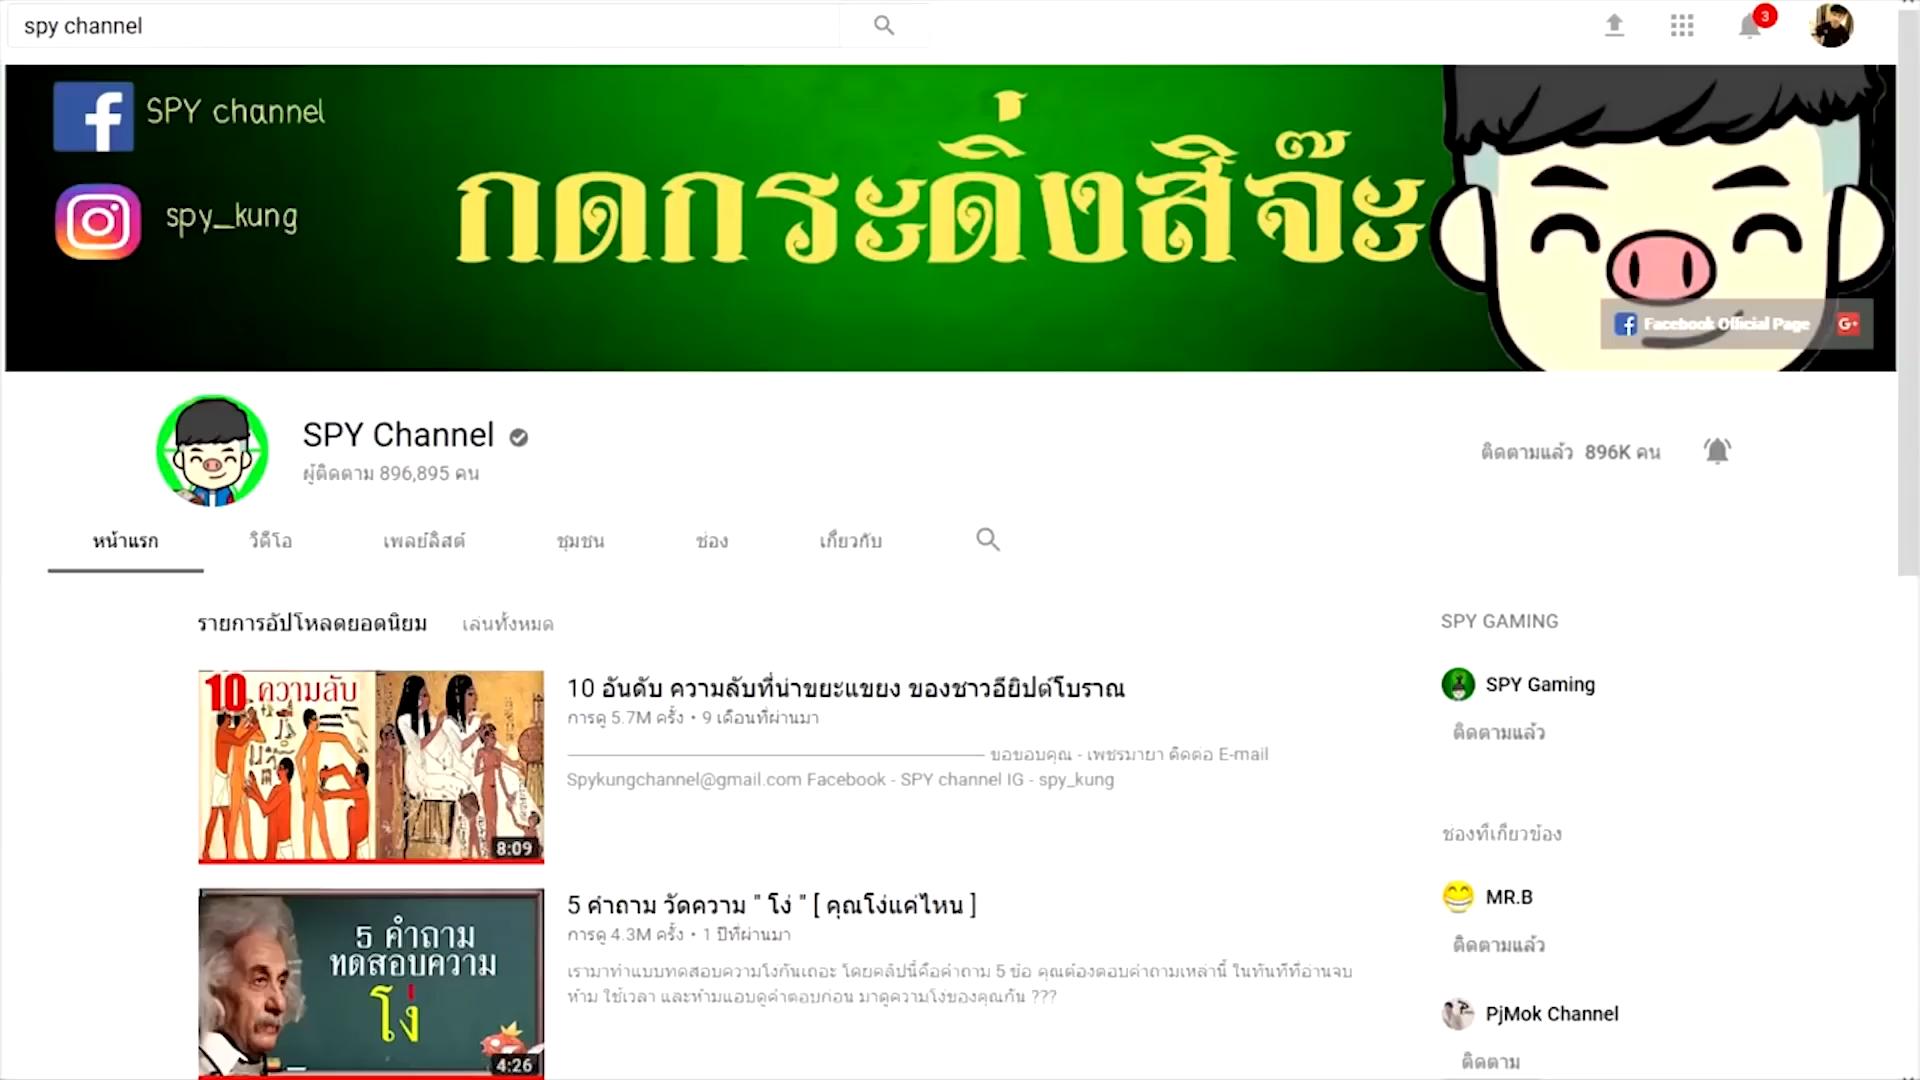 spy channel
3
SPY channel
spy_kung
กดกระดิ่งสิจ๊ะ
Facebook Official Page
G+
SPY Channel
ผู้ติดตาม 896,895 คน
ติดตามแล้ว 896K คน
หน้าแรก วิดีโอ เพลย์ลิสต์ ชุมชน ช่อง เกี่ยวกับ
รายการอัปโหลดยอดนิยม เล่นทั้งหมด
10 ความลับ
8:09
10 อันดับ ความลับที่น่าขยะแขยง ของชาวอียิปต์โบราณ
การดู 5.7M ครั้ง • 9 เดือนที่ผ่านมา
ขอขอบคุณ - เพชรมายา ติดต่อ E-mail
Spykungchannel@gmail.com Facebook - SPY channel IG - spy_kung
5 คำถาม
ทดสอบความ
โง่
4:26
5 คำถาม วัดความ " โง่ " [ คุณโง่แค่ไหน ]
การดู 4.3M ครั้ง • 1 ปีที่ผ่านมา
เรามาทำแบบทดสอบความโง่กันเถอะ โดยคลิปนี้คือคำถาม 5 ข้อ คุณต้องตอบคำถามเหล่านี้ ในทันทีที่อ่านจบ
ห้าม ใช้เวลา และห้ามแอบดูคำตอบก่อน มาดูความโง่ของคุณกัน ???
SPY GAMING
SPY Gaming
ติดตามแล้ว
ช่องที่เกี่ยวข้อง
MR.B
ติดตามแล้ว
PjMok Channel
ติดตาม